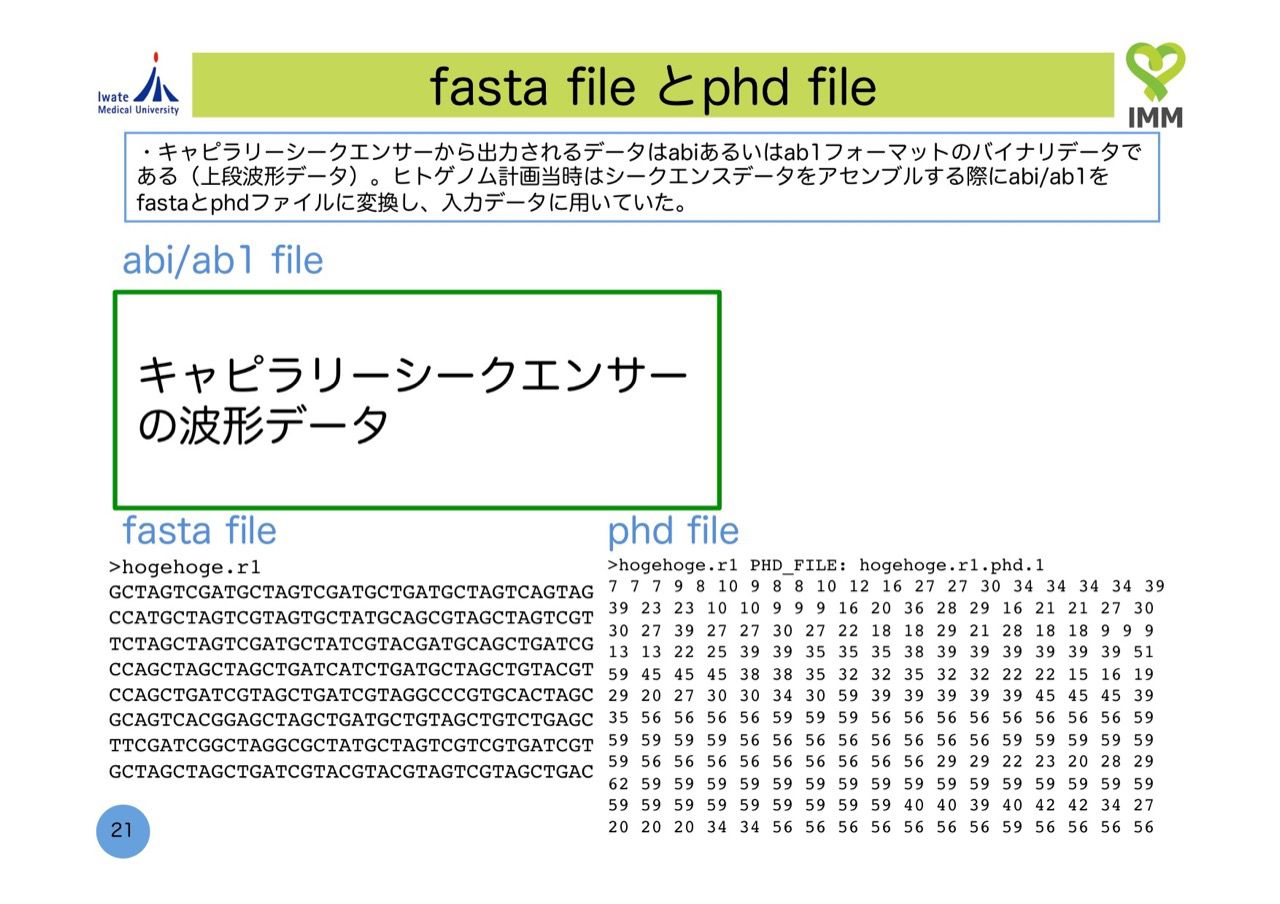 Iwate
Medical University
fasta file とphd file
IMM
・キャピラリーシークエンサーから出力されるデータはabiあるいはab1フォーマットのバイナリデータで
ある（上段波形データ）。ヒトゲノム計画当時はシークエンスデータをアセンブルする際にabi/ab1を
fastaとphdファイルに変換し、入力データに用いていた。
abi/ab1 file
キャピラリーシークエンサー
の波形データ
fasta file
>hogehoge.r1
GCTAGTCGATGCTAGTCGATGCTGATGCTAGTCAGTAG
CCATGCTAGTCGTAGTGCTATGCAGCGTAGCTAGTCGT
TCTAGCTAGTCGATGCTATCGTACGATGCAGCTGATCG
CCAGCTAGCTAGCTGATCATCTGATGCTAGCTGTACGT
CCAGCTGATCGTAGCTGATCGTAGGCCCGTGCACTAGC
GCAGTCACGGAGCTAGCTGATGCTGTAGCTGTCTGAGC
TTCGATCGGCTAGGCGCTATGCTAGTCGTCGTGATCGT
GCTAGCTAGCTGATCGTACGTACGTAGTCGTAGCTGAC
phd file
>hogehoge.r1 PHD_FILE: hogehoge.r1.phd.1
7 7 7 9 8 10 9 8 8 10 12 16 27 27 30 34 34 34 34 39
39 23 23 10 10 9 9 9 16 20 36 28 29 16 21 21 27 30
30 27 39 27 27 30 27 22 18 18 29 21 28 18 18 9 9 9
13 13 22 25 39 39 35 35 35 38 39 39 39 39 39 39 51
59 45 45 45 38 38 35 32 32 35 32 32 22 22 15 16 19
29 20 27 30 30 34 30 59 39 39 39 39 39 45 45 45 39
35 56 56 56 56 59 59 59 56 56 56 56 56 56 56 56 59
59 59 59 59 56 56 56 56 56 56 56 56 59 59 59 59 59
59 56 56 56 56 56 56 56 56 56 29 29 22 23 20 28 29
62 59 59 59 59 59 59 59 59 59 59 59 59 59 59 59 59
59 59 59 59 59 59 59 59 59 40 40 39 40 42 42 34 27
20 20 20 34 34 56 56 56 56 56 56 56 59 56 56 56 56
21